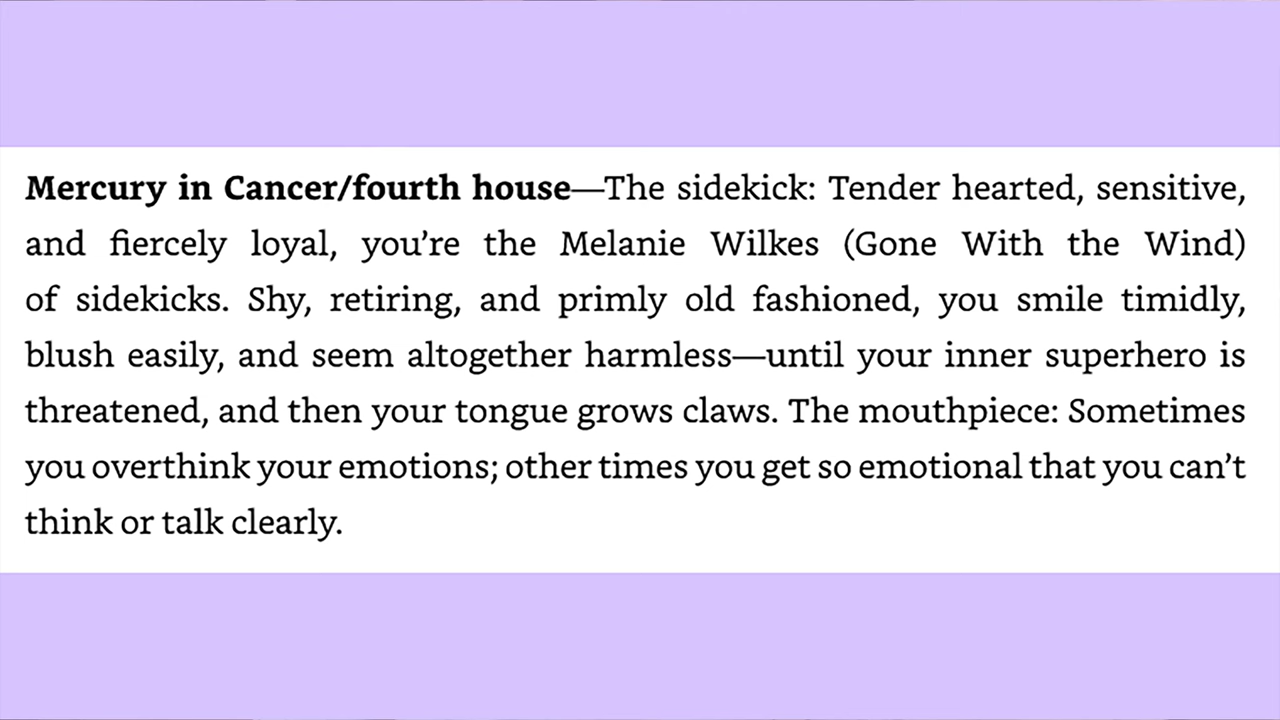 Mercury in Cancer/fourth house—The sidekick: Tender hearted, sensitive,
and fiercely loyal, you’re the Melanie Wilkes (Gone With the Wind)
of sidekicks. Shy, retiring, and primly old fashioned, you smile timidly,
blush easily, and seem altogether harmless—until your inner superhero is
threatened, and then your tongue grows claws. The mouthpiece: Sometimes
you overthink your emotions; other times you get so emotional that you can’t
think or talk clearly.